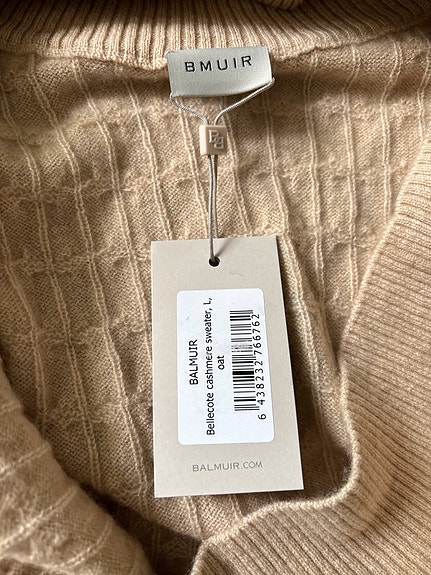 BMUIR
BALMUIR
Bellecote cashmere sweater, L,
oat
6 438232 766762
BALMUIR.COM